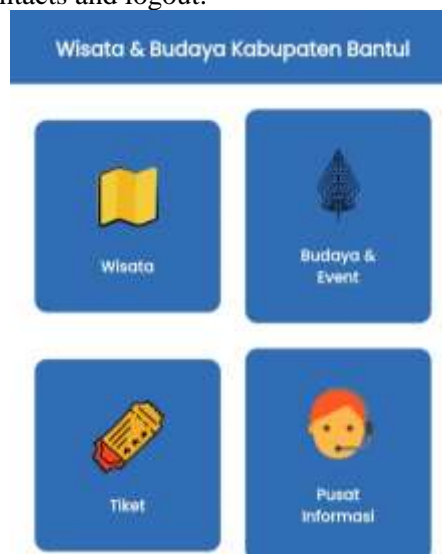 ntacts and logout.
Wisata & Budaya Kabupaten Bantul
Wisata
Budaya &
Event
Tiket
Pusat
Informasi